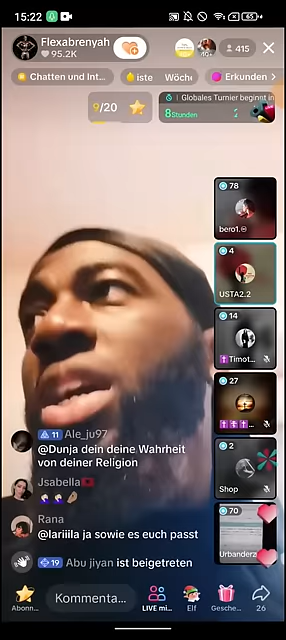 15:22
65
Flexabrenyah
95.2K
415
Chatten und Int...
iste
Wöche
Erkunden >
9/20
Globales Turnier beginnt in
8Stunden
78
bero1.
4
USTA2.2
14
Timot...
27
...
2
Shop
70
Urbanderz
11 Ale_ju97
@Dunja dein deine Wahrheit
von deiner Religion
Jsabella
Rana
@lariiila ja sowie es euch passt
19 Abu jiyan ist beigetreten
Abonn...
Kommenta...
LIVE mi...
Elf
Gesche...
26